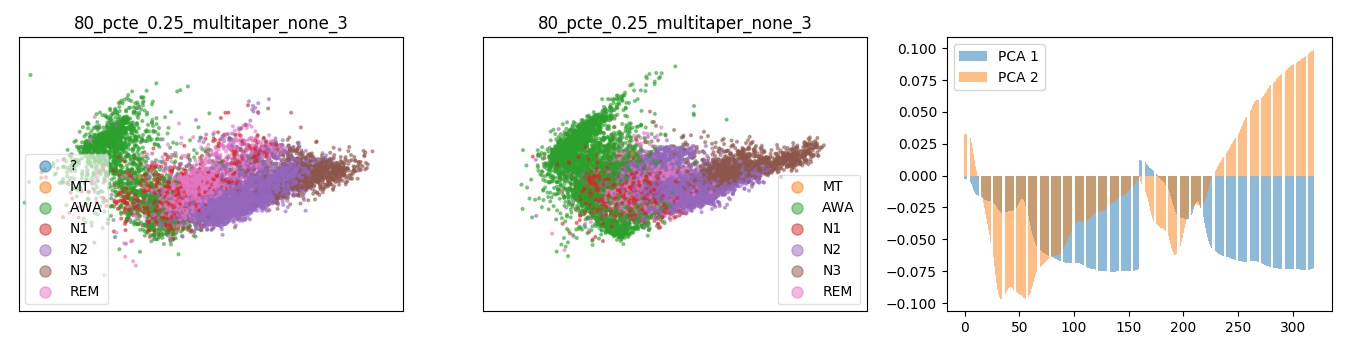 80_pcte_0.25_multitaper_none_3
?
MT
AWA
N1
N2
N3
REM
80_pcte_0.25_multitaper_none_3
MT
AWA
N1
N2
N3
REM
PCA 1
PCA 2
0.100
0.075
0.050
0.025
0.000
−0.025
−0.050
−0.075
−0.100
0 50 100 150 200 250 300